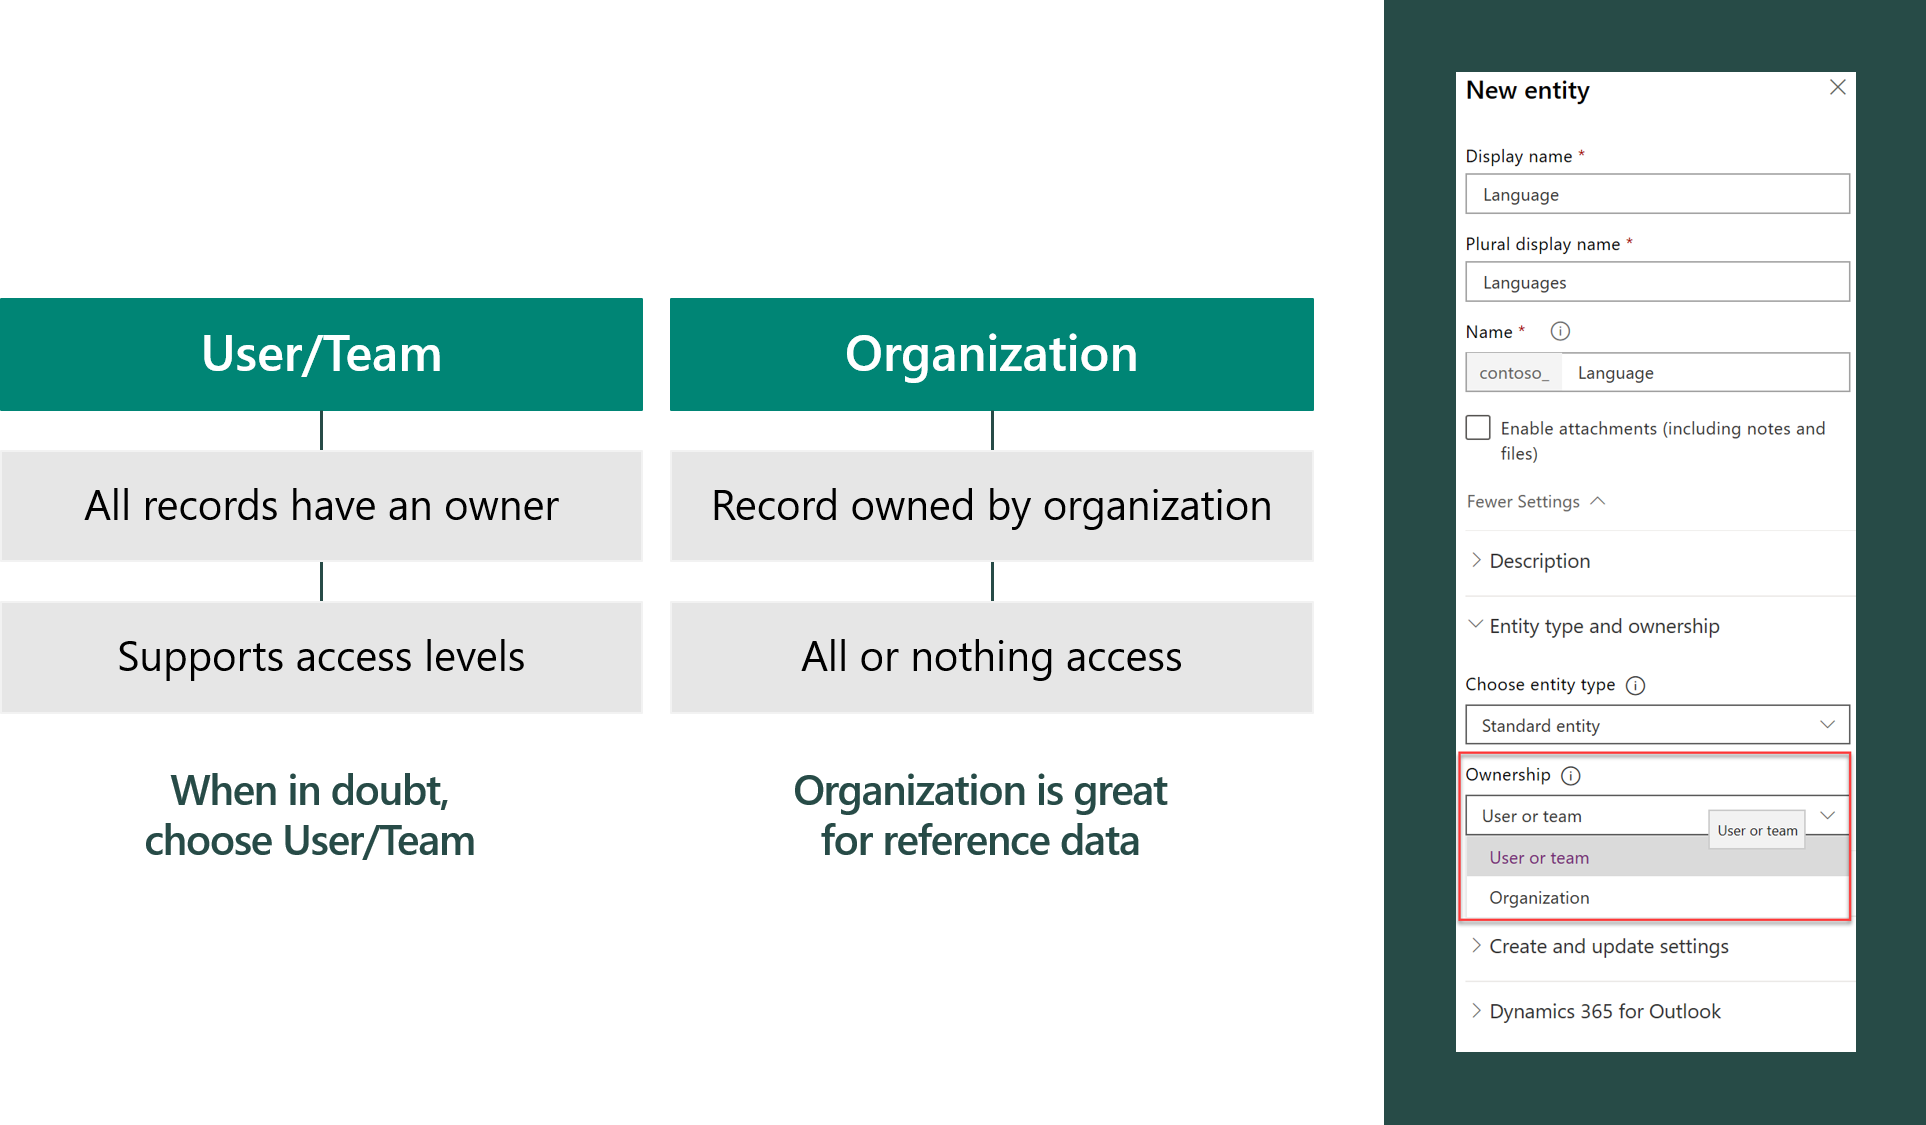 User/Team
All records have an owner
Supports access levels
When in doubt,
choose User/Team
Organization
Record owned by organization
All or nothing access
Organization is great
for reference data
New entity
Display name *
Language
Plural display name *
Languages
Name *
contoso_ Language
Enable attachments (including notes and
files)
Fewer Settings
Description
Entity type and ownership
Choose entity type
Standard entity
Ownership
User or team
User or team
User or team
Organization
Create and update settings
Dynamics 365 for Outlook